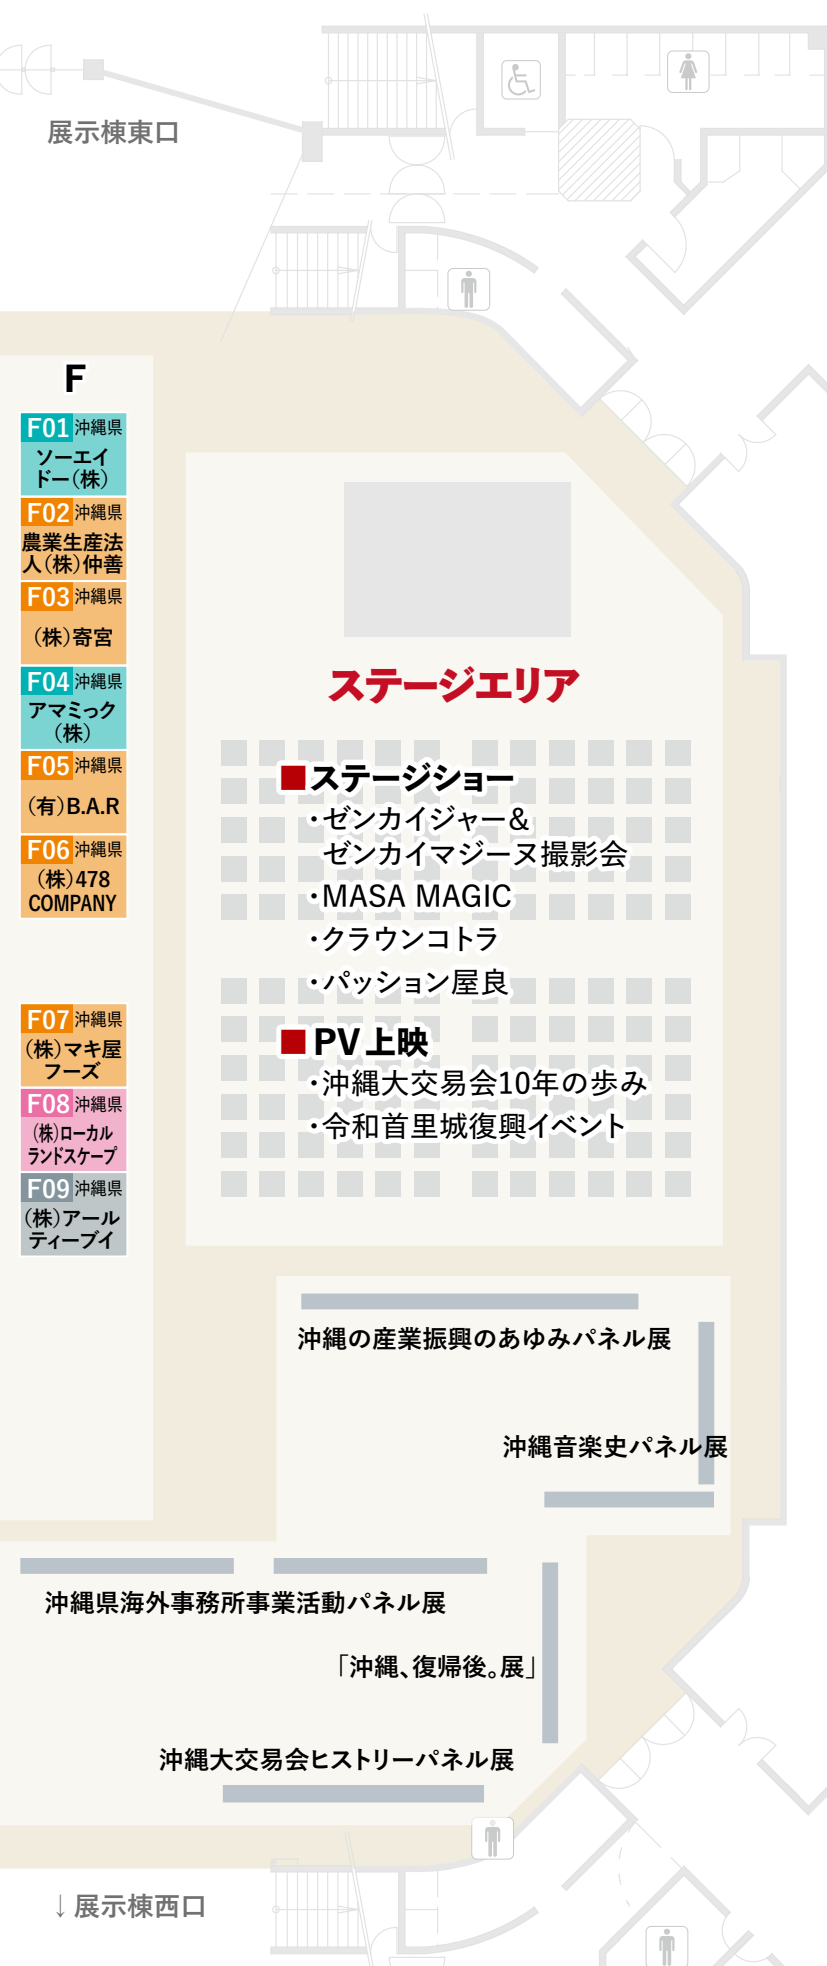 展示棟東口
F
F01 沖縄県
ソーエイ
ドー(株)
F02 沖縄県
農業生産法
人(株)仲善
F03 沖縄県
(株)寄宮
F04 沖縄県
アマミック
(株)
F05 沖縄県
(有)B.A.R
F06 沖縄県
(株)478
COMPANY
F07 沖縄県
(株)マキ屋
フーズ
F08 沖縄県
(株)ローカル
ランドスケープ
F09 沖縄県
(株)アール
ティーブイ
ステージエリア
■ステージショー
・ゼンカイジャー&
ゼンカイマジーヌ撮影会
・MASA MAGIC
・クラウンコトラ
・パッション屋良
■PV上映
・沖縄大交易会10年の歩み
・令和首里城復興イベント
沖縄の産業振興のあゆみパネル展
沖縄音楽史パネル展
沖縄県海外事務所事業活動パネル展
「沖縄、復帰後。展」
沖縄大交易会ヒストリーパネル展
↓展示棟西口